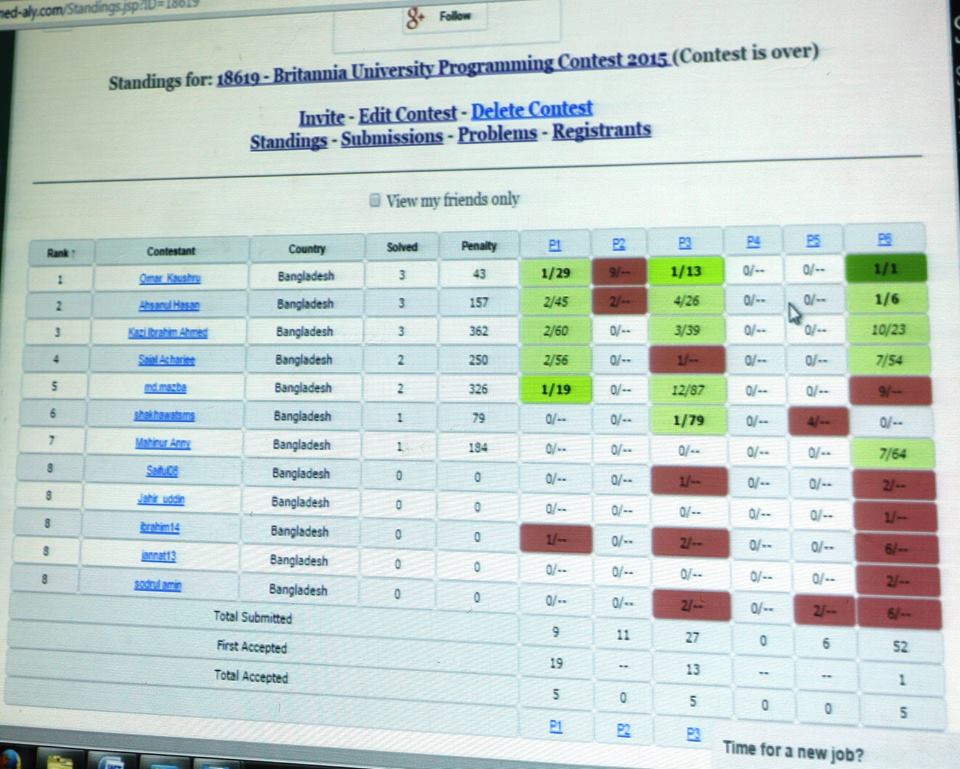 ned-aly.com/Standings.jsp?ID=18619
g+ Follow
Standings for: 18619 - Britannia University Programming Contest 2015 (Contest is over)
Invite - Edit Contest - Delete Contest
Standings - Submissions - Problems - Registrants
View my friends only
Rank↑ Contestant Country Solved Penalty P1 P2 P3 P4 P5 P6
1 Omar_Kaushru Bangladesh 3 43 1/29 9/-- 1/13 0/-- 0/-- 1/1
2 Ahsanul Hasan Bangladesh 3 157 2/45 2/-- 4/26 0/-- 0/-- 1/6
3 Kazi Ibrahim Ahmed Bangladesh 3 362 2/60 0/-- 3/39 0/-- 0/-- 10/23
4 Sajal Acharjee Bangladesh 2 250 2/56 0/-- 1/-- 0/-- 0/-- 7/54
5 md.mazba Bangladesh 2 326 1/19 0/-- 12/87 0/-- 0/-- 9/--
6 shakhawatsms Bangladesh 1 79 0/-- 0/-- 1/79 0/-- 4/-- 0/--
7 Mahinur Anny Bangladesh 1 184 0/-- 0/-- 0/-- 0/-- 0/-- 7/64
8 Saiful08 Bangladesh 0 0 0/-- 0/-- 1/-- 0/-- 0/-- 2/--
8 Jahir_uddin Bangladesh 0 0 0/-- 0/-- 0/-- 0/-- 0/-- 1/--
8 ibrahim14 Bangladesh 0 0 1/-- 0/-- 2/-- 0/-- 0/-- 6/--
8 jannat13 Bangladesh 0 0 0/-- 0/-- 0/-- 0/-- 0/-- 2/--
8 sodrul amin Bangladesh 0 0 0/-- 0/-- 2/-- 0/-- 2/-- 6/--
Total Submitted 9 11 27 0 6 52
First Accepted 19 -- 13 -- -- 1
Total Accepted 5 0 5 0 0 5
P1 P2 P3
Time for a new job?